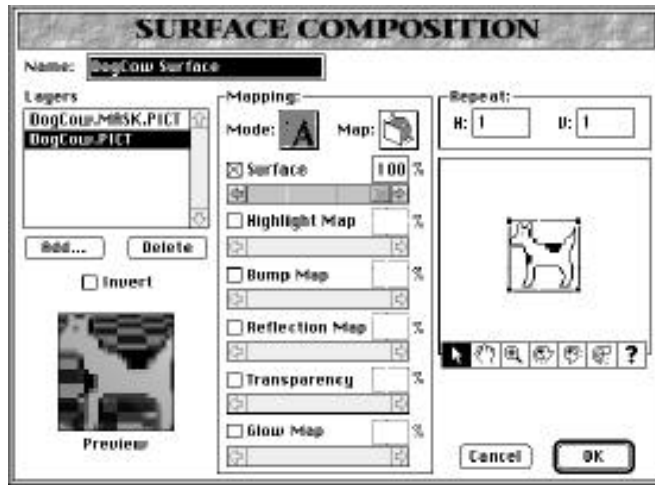 SURFACE COMPOSITION
Name: DogCow Surface
Layers
DogCow.MASK.PICT
DogCow.PICT
Add... Delete
Invert
Preview
Mapping:
Mode: A Map:
Surface 100 %
Highlight Map %
Bump Map %
Reflection Map %
Transparency %
Glow Map %
Repeat:
H: 1 V: 1
?
Cancel OK